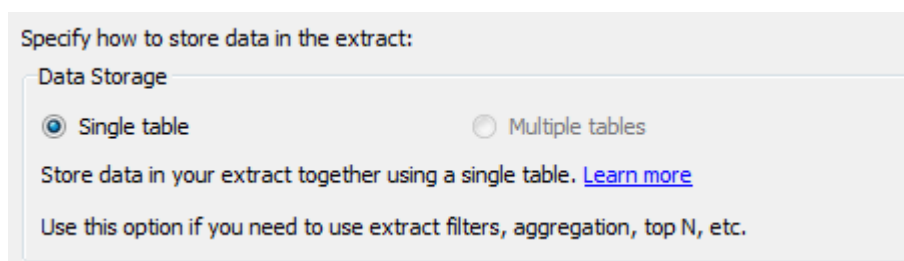 Specify how to store data in the extract:
Data Storage
Single table Multiple tables
Store data in your extract together using a single table. Learn more
Use this option if you need to use extract filters, aggregation, top N, etc.